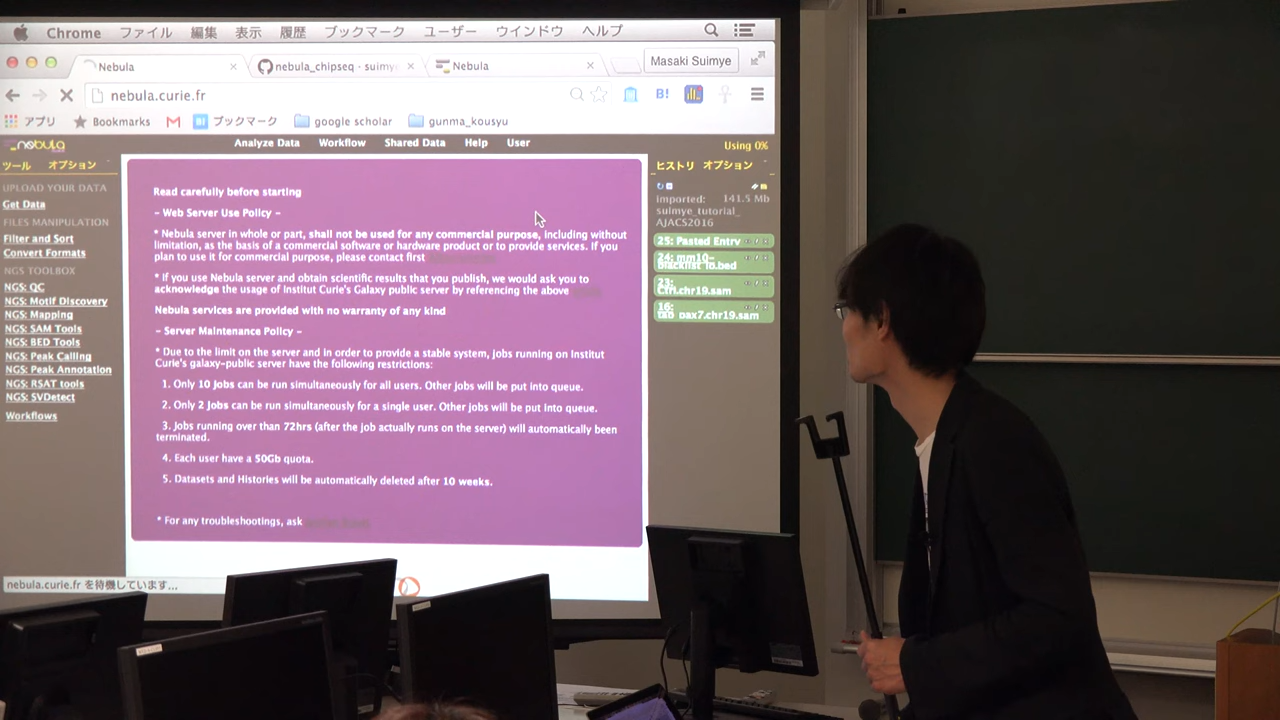 Chrome ファイル 編集 表示 履歴 ブックマーク ユーザー ウインドウ ヘルプ
Nebula
nebula_chipseq - suimy
Nebula
Masaki Suimye
nebula.curie.fr
B!
アプリ
Bookmarks
ブックマーク
google scholar
gunma_kousyu
nebula
Analyze Data Workflow Shared Data Help User
Using 0%
ツール オプション
UPLOAD YOUR DATA
Get Data
FILES MANIPULATION
Filter and Sort
Convert Formats
NGS TOOLBOX
NGS: QC
NGS: Motif Discovery
NGS: Mapping
NGS: SAM Tools
NGS: BED Tools
NGS: Peak Calling
NGS: Peak Annotation
NGS: RSAT tools
NGS: SVDetect
Workflows
Read carefully before starting
- Web Server Use Policy -
* Nebula server in whole or part, shall not be used for any commercial purpose, including without
limitation, as the basis of a commercial software or hardware product or to provide services. If you
plan to use it for commercial purpose, please contact first
* If you use Nebula server and obtain scientific results that you publish, we would ask you to
acknowledge the usage of Institut Curie's Galaxy public server by referencing the above
Nebula services are provided with no warranty of any kind
- Server Maintenance Policy -
* Due to the limit on the server and in order to provide a stable system, jobs running on Institut
Curie's galaxy-public server have the following restrictions:
1. Only 10 jobs can be run simultaneously for all users. Other jobs will be put into queue.
2. Only 2 jobs can be run simultaneously for a single user. Other jobs will be put into queue.
3. Jobs running over than 72hrs (after the job actually runs on the server) will automatically been
terminated.
4. Each user have a 50Gb quota.
5. Datasets and Histories will be automatically deleted after 10 weeks.
* For any troubleshootings, ask
ヒストリ オプション
imported: 141.5 Mb
suimye_tutorial_
AJACS2016
25: Pasted Entry
24: mm10-
blacklist_fo.bed
23:
Ctrl.chr19.sam
16:
tab_pax7.chr19.sam
nebula.curie.fr を待機しています...